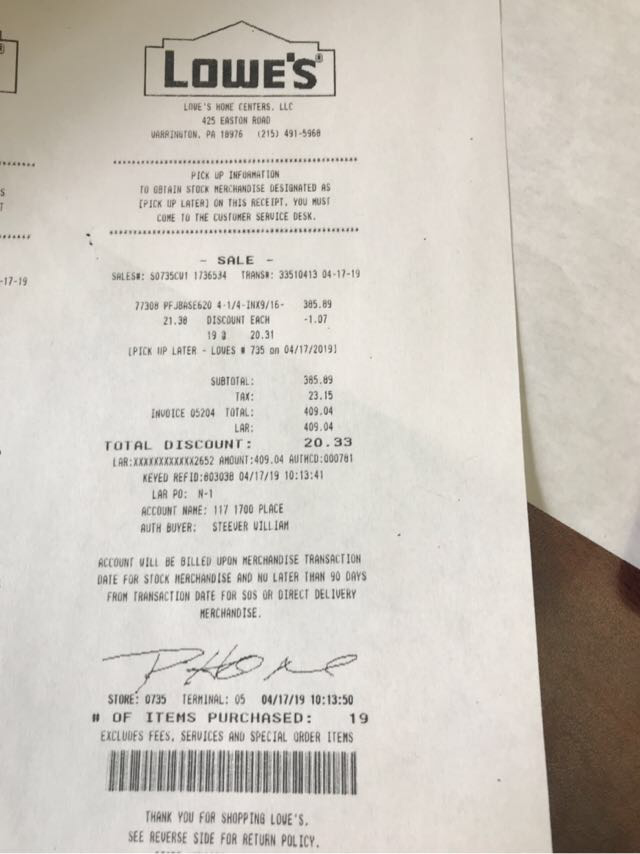 LOWE'S®
LOWE'S HOME CENTERS, LLC
425 EASTON ROAD
WARRINGTON, PA 18976 (215) 491-5968
PICK UP INFORMATION
TO OBTAIN STOCK MERCHANDISE DESIGNATED AS
[PICK UP LATER] ON THIS RECEIPT, YOU MUST
COME TO THE CUSTOMER SERVICE DESK.
- SALE -
SALES#: S0735CU1 1736534 TRANS#: 33510413 04-17-19
77308 PFJBASE620 4-1/4-INX9/16- 385.89
21.38 DISCOUNT EACH -1.07
19 @ 20.31
[PICK UP LATER - LOWES # 735 on 04/17/2019]
SUBTOTAL: 385.89
TAX: 23.15
INVOICE 05204 TOTAL: 409.04
LAR: 409.04
TOTAL DISCOUNT: 20.33
LAR:XXXXXXXXXXXX2652 AMOUNT:409.04 AUTHCD:000781
KEYED REFID:803038 04/17/19 10:13:41
LAR PO: N-1
ACCOUNT NAME: 117 1700 PLACE
AUTH BUYER: STEEVER WILLIAM
ACCOUNT WILL BE BILLED UPON MERCHANDISE TRANSACTION
DATE FOR STOCK MERCHANDISE AND NO LATER THAN 90 DAYS
FROM TRANSACTION DATE FOR SOS OR DIRECT DELIVERY
MERCHANDISE.
STORE: 0735 TERMINAL: 05 04/17/19 10:13:50
# OF ITEMS PURCHASED: 19
EXCLUDES FEES, SERVICES AND SPECIAL ORDER ITEMS
THANK YOU FOR SHOPPING LOWE'S.
SEE REVERSE SIDE FOR RETURN POLICY.
-17-19